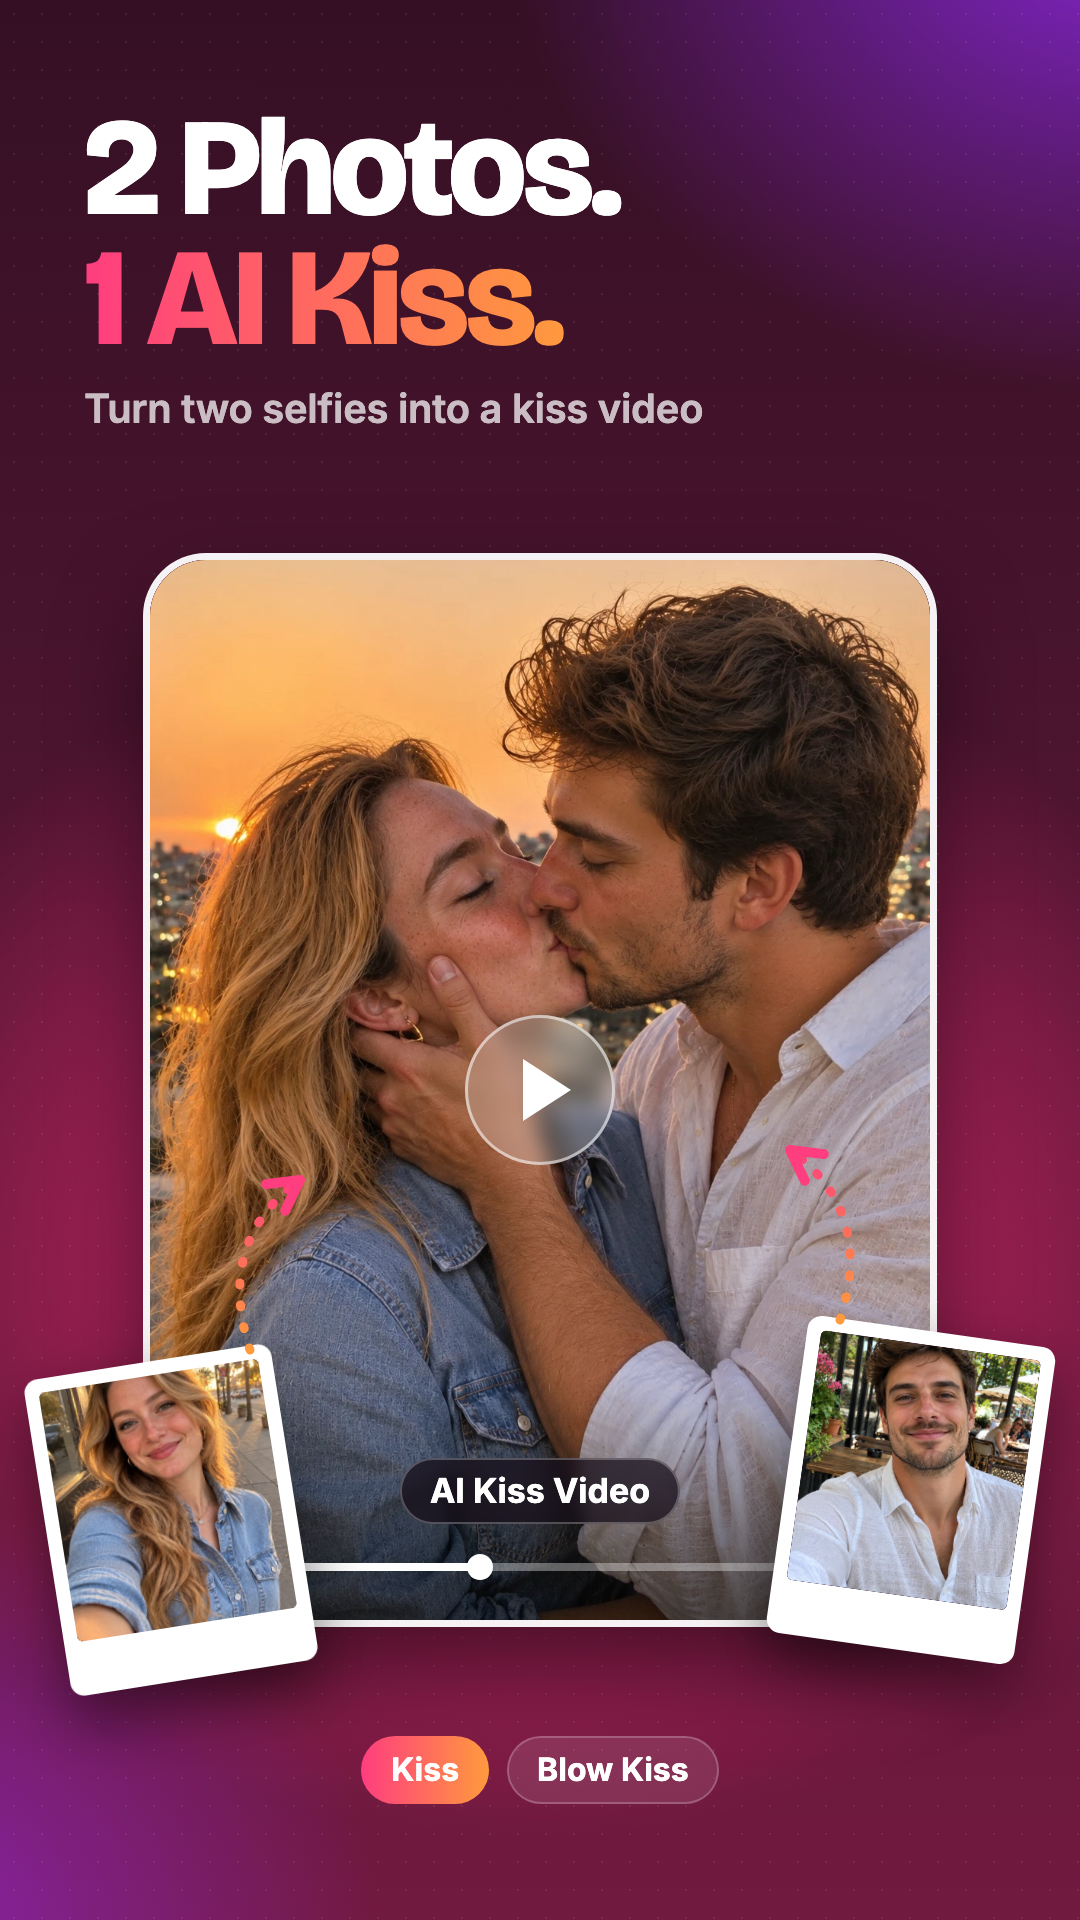 2 Photos.
1 AI Kiss.
Turn two selfies into a kiss video
AI Kiss Video
Kiss
Blow Kiss